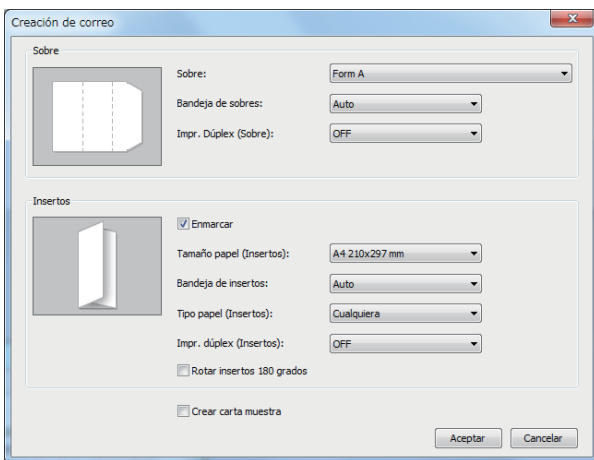 Creación de correo
Sobre
Sobre: Form A
Bandeja de sobres: Auto
Impr. Dúplex (Sobre): OFF
Insertos
Enmarcar
Tamaño papel (Insertos): A4 210x297 mm
Bandeja de insertos: Auto
Tipo papel (Insertos): Cualquiera
Impr. dúplex (Insertos): OFF
Rotar insertos 180 grados
Crear carta muestra
Aceptar Cancelar